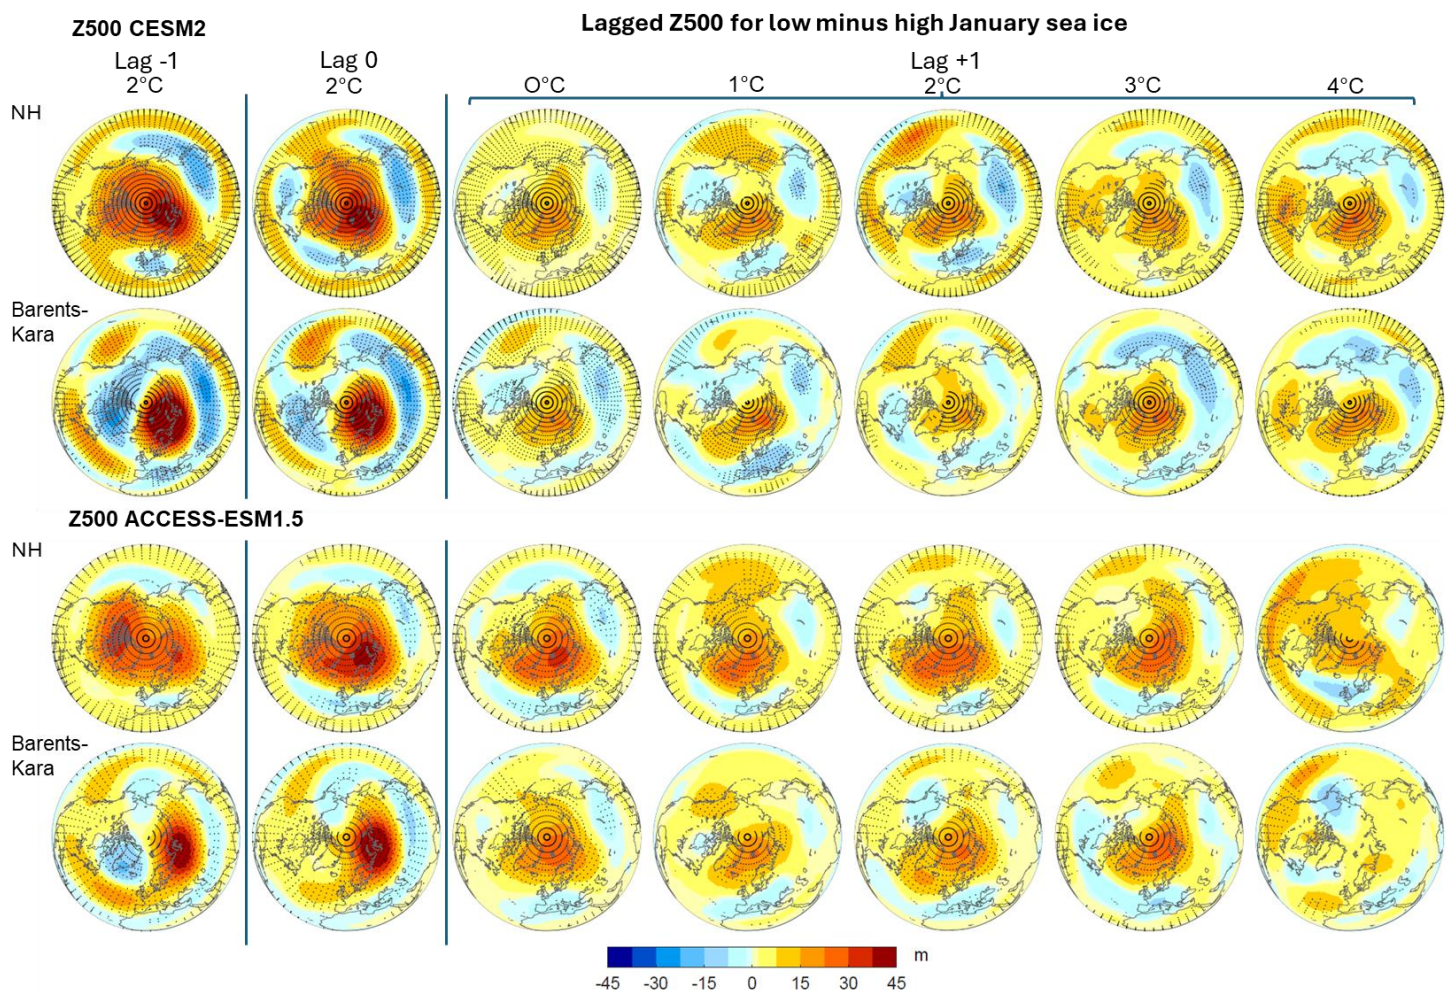 Z500 CESM2
Lagged Z500 for low minus high January sea ice
Lag -1
Lag 0
Lag +1
2°C
2°C
O°C
1°C
2°C
3°C
4°C
NH
Barents-
Kara
Z500 ACCESS-ESM1.5
NH
Barents-
Kara
m
-45 -30 -15 0 15 30 45